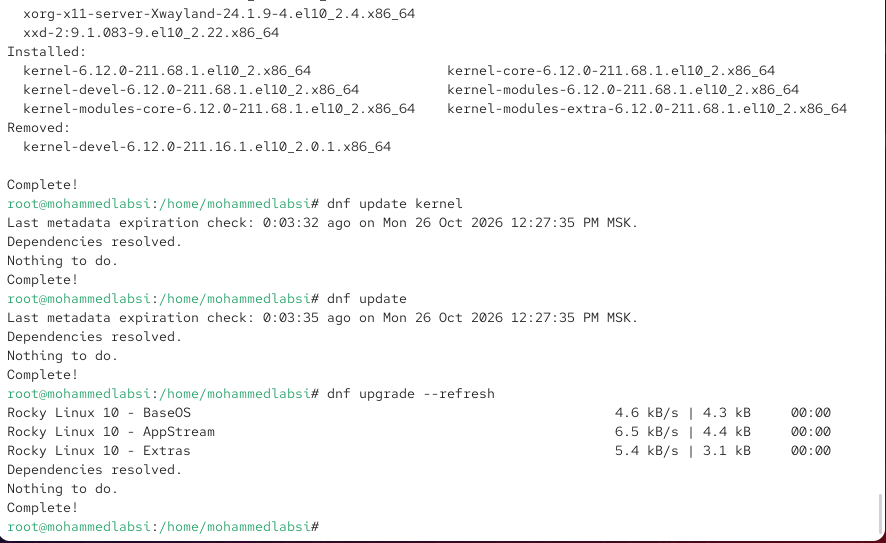 xorg-x11-server-Xwayland-24.1.9-4.el10_2.4.x86_64
xxd-2:9.1.083-9.el10_2.22.x86_64
Installed:
kernel-6.12.0-211.68.1.el10_2.x86_64 kernel-core-6.12.0-211.68.1.el10_2.x86_64
kernel-devel-6.12.0-211.68.1.el10_2.x86_64 kernel-modules-6.12.0-211.68.1.el10_2.x86_64
kernel-modules-core-6.12.0-211.68.1.el10_2.x86_64 kernel-modules-extra-6.12.0-211.68.1.el10_2.x86_64
Removed:
kernel-devel-6.12.0-211.16.1.el10_2.0.1.x86_64
Complete!
root@mohammedlabsi:/home/mohammedlabsi# dnf update kernel
Last metadata expiration check: 0:03:32 ago on Mon 26 Oct 2026 12:27:35 PM MSK.
Dependencies resolved.
Nothing to do.
Complete!
root@mohammedlabsi:/home/mohammedlabsi# dnf update
Last metadata expiration check: 0:03:35 ago on Mon 26 Oct 2026 12:27:35 PM MSK.
Dependencies resolved.
Nothing to do.
Complete!
root@mohammedlabsi:/home/mohammedlabsi# dnf upgrade --refresh
Rocky Linux 10 - BaseOS 4.6 kB/s | 4.3 kB 00:00
Rocky Linux 10 - AppStream 6.5 kB/s | 4.4 kB 00:00
Rocky Linux 10 - Extras 5.4 kB/s | 3.1 kB 00:00
Dependencies resolved.
Nothing to do.
Complete!
root@mohammedlabsi:/home/mohammedlabsi#